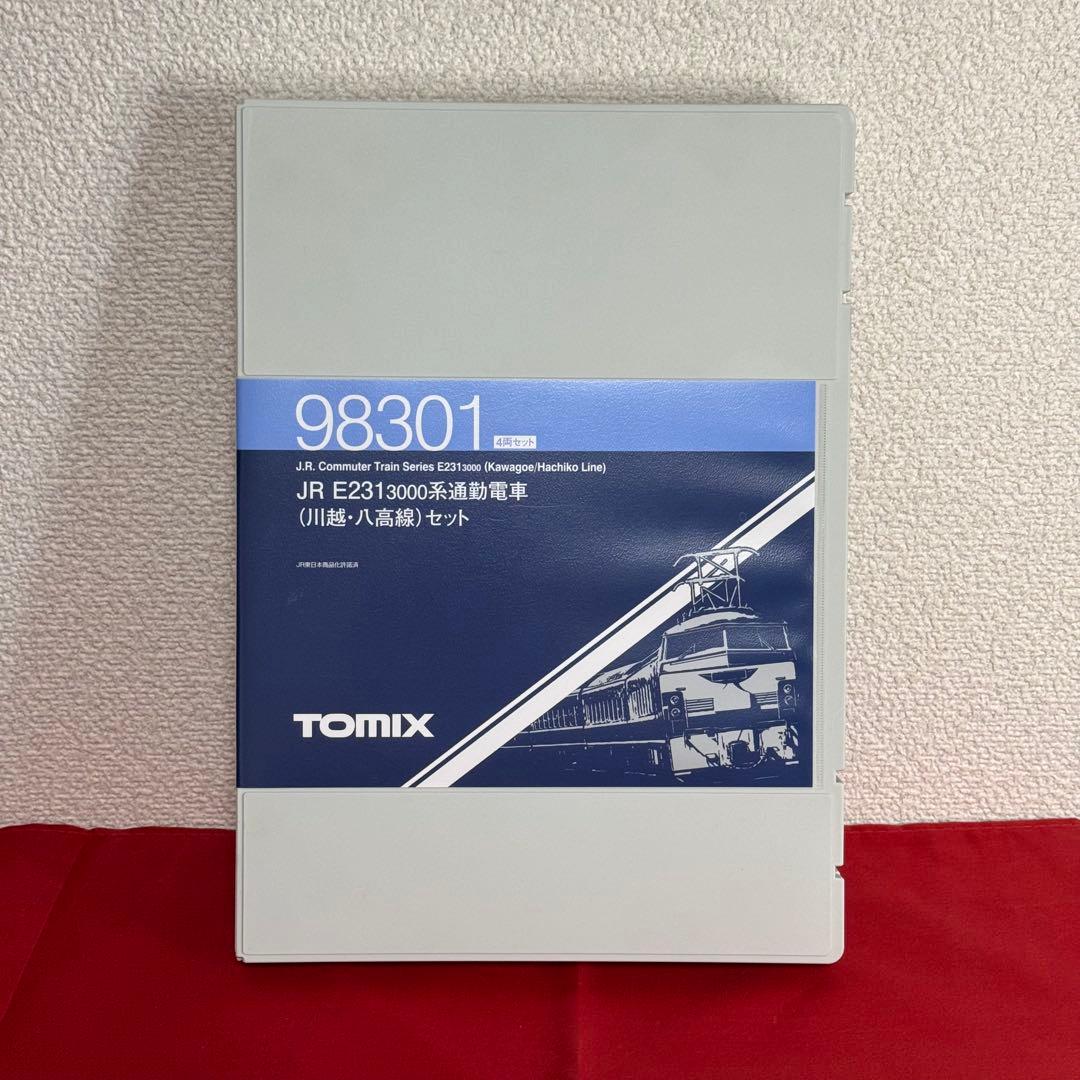 98301 4両セット
J.R. Commuter Train Series E2313000 (Kawagoe/Hachiko Line)
JR E2313000系通勤電車
(川越・八高線)セット
JR東日本商品化許諾済
TOMIX